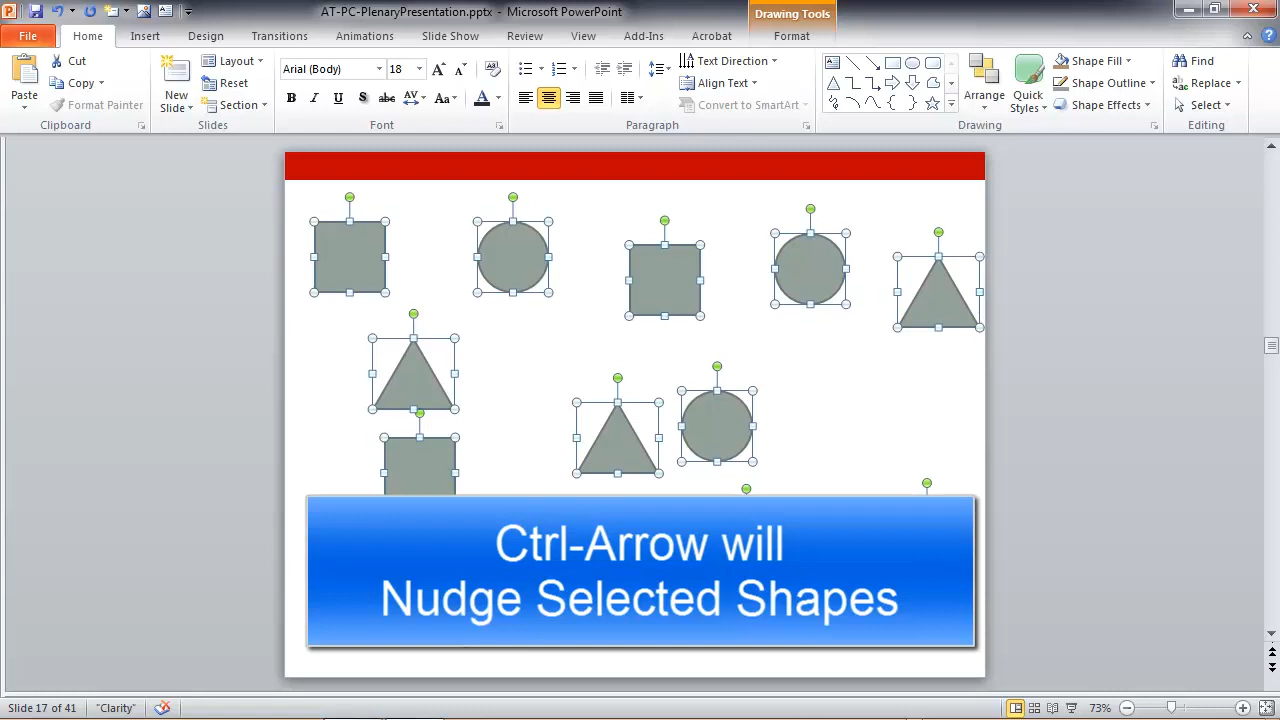 AT-PC-PlenaryPresentation.pptx - Microsoft PowerPoint
Drawing Tools
File Home Insert Design Transitions Animations Slide Show Review View Add-Ins Acrobat Format
Paste
Cut
Copy
Format Painter
Clipboard
New
Slide
Layout
Reset
Section
Slides
Arial (Body) 18
B I U S abc AV Aa A
Font
Text Direction
Align Text
Convert to SmartArt
Paragraph
Arrange
Quick
Styles
Shape Fill
Shape Outline
Shape Effects
Drawing
Find
Replace
Select
Editing
Ctrl-Arrow will
Nudge Selected Shapes
Slide 17 of 41 "Clarity" 73%